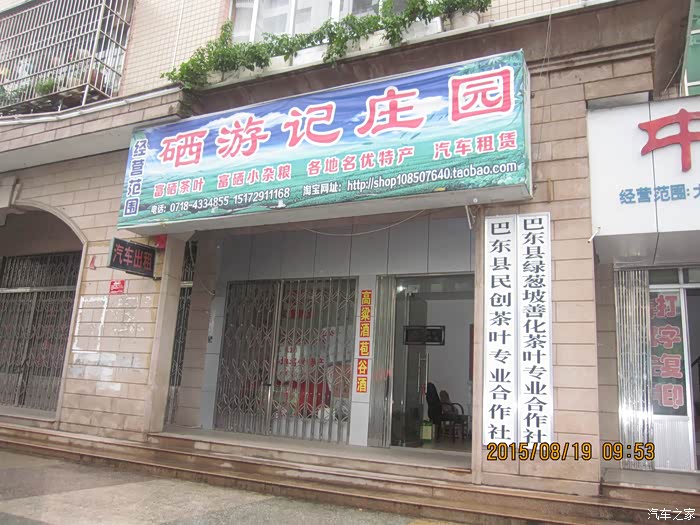 硒游记庄园
经营范围
富硒茶叶 富硒小杂粮 各地名优特产 汽车租赁
电话：0718-4334855 15172911168 淘宝网址：http://shop108507640.taobao.com
汽车出租
高粱酒苞谷酒
巴东县民创茶叶专业合作社
巴东县绿葱坡善化茶叶专业合作社
中
经营范围:
打字复印
2015/08/19 09:53
汽车之家